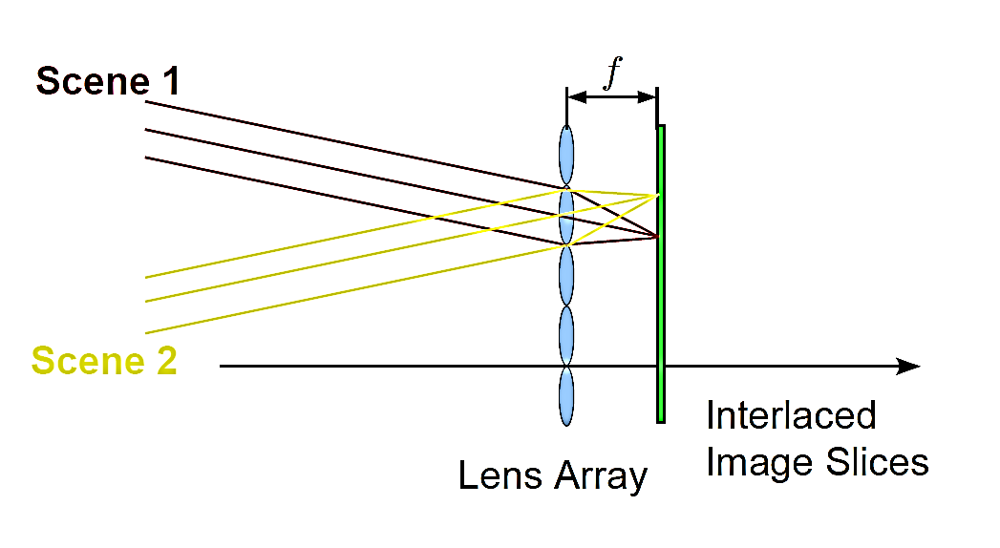 Scene 1
f
Scene 2
Interlaced
Image Slices
Lens Array